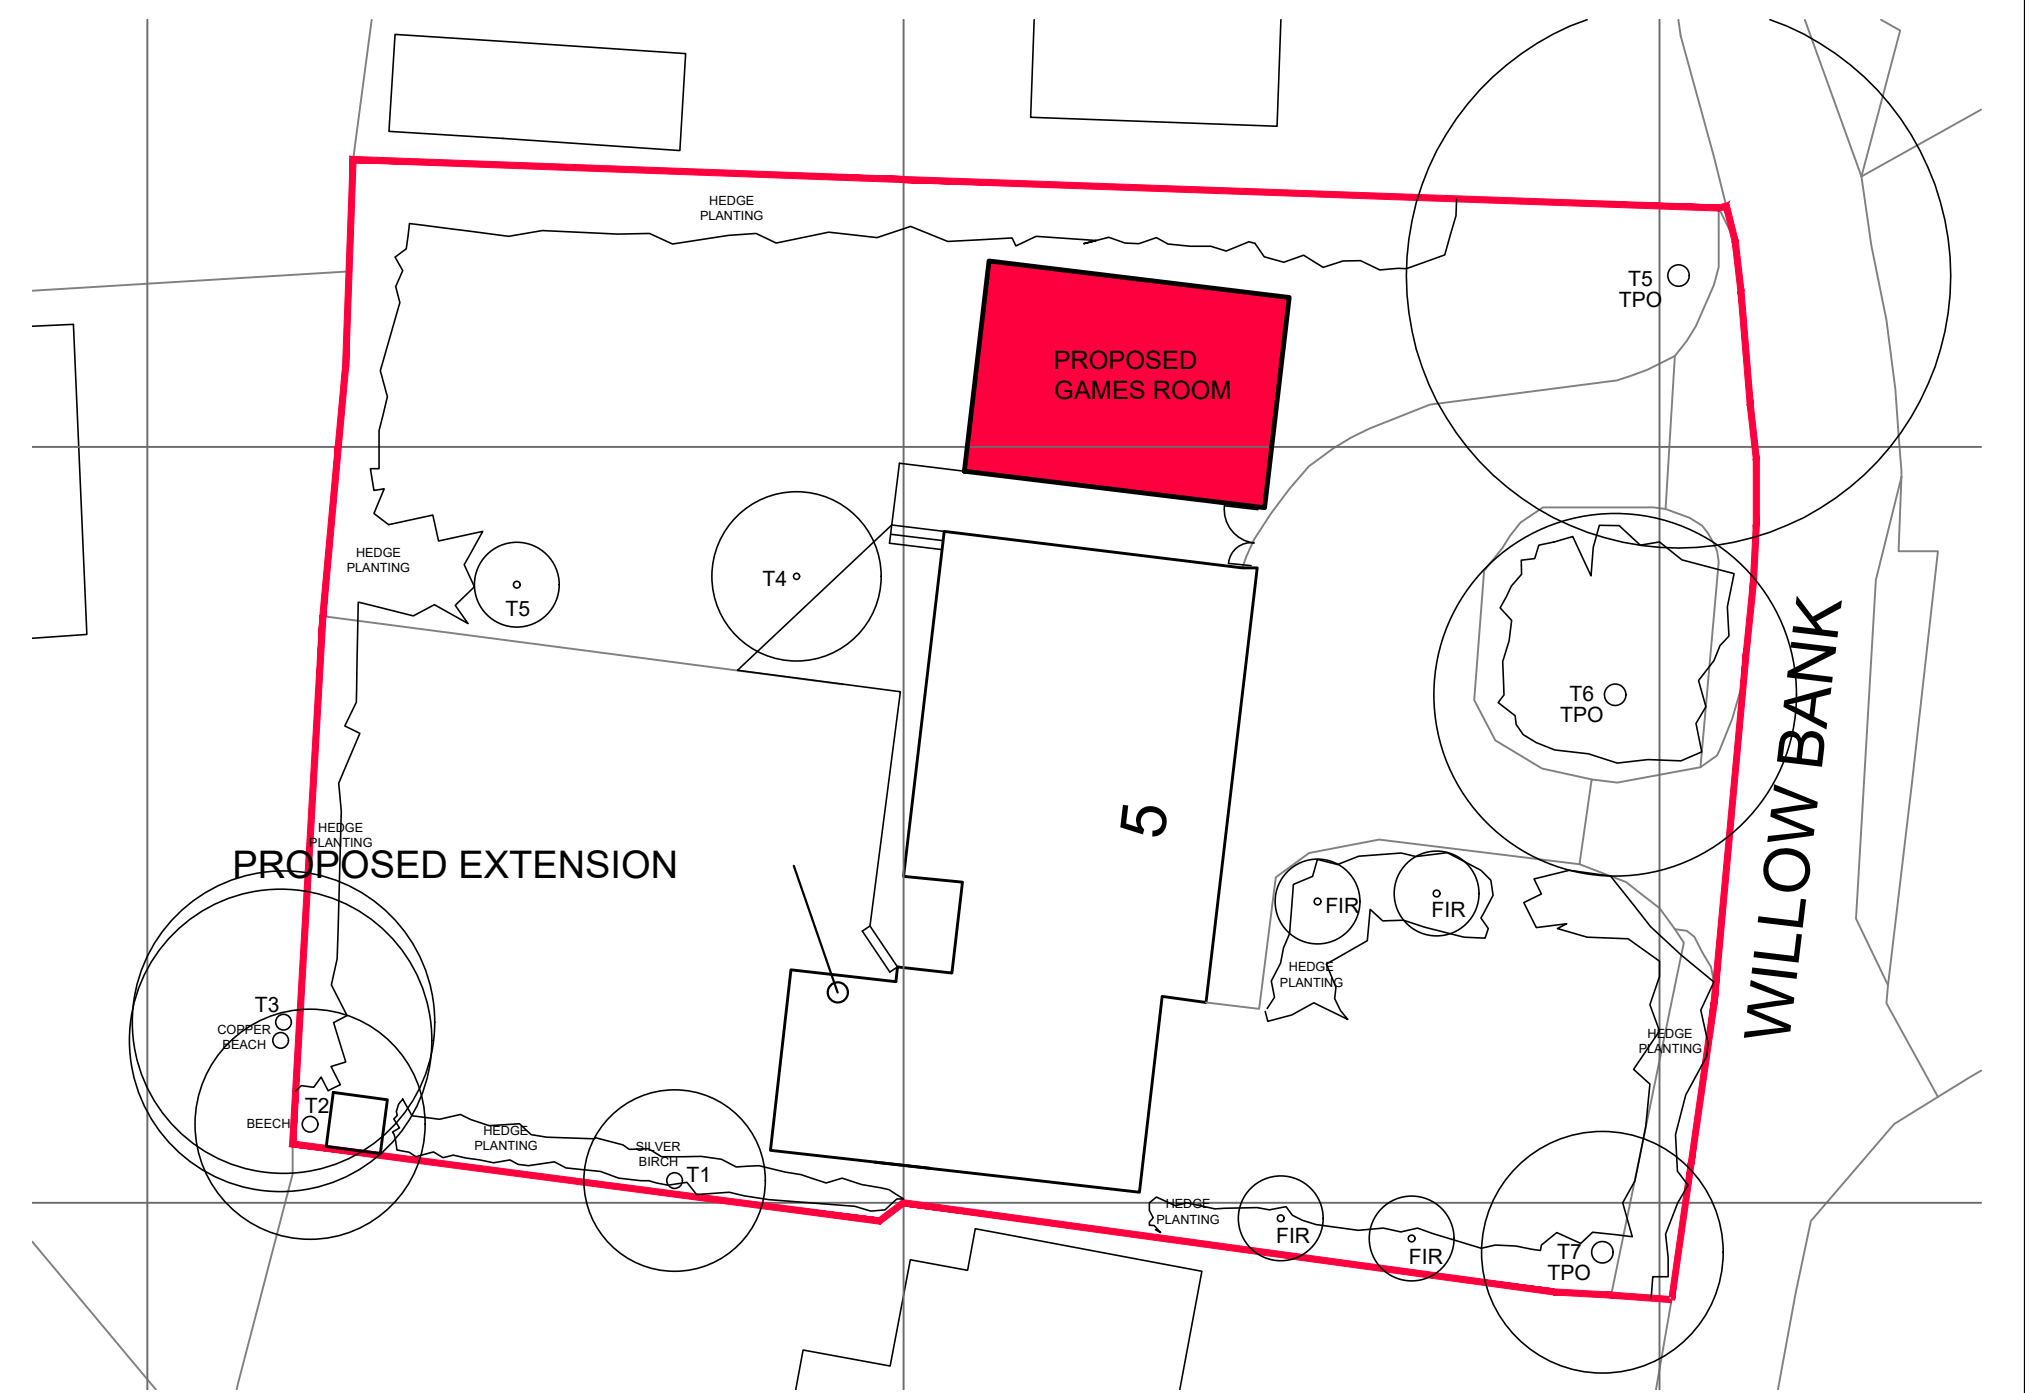 HEDGE
PLANTING
T5
TPO
PROPOSED
GAMES ROOM
HEDGE
PLANTING
T5
T4
T6
TPO
WILLOW BANK
5
HEDGE
PLANTING
PROPOSED EXTENSION
FIR
FIR
HEDGE
PLANTING
T3
COPPER
BEACH
HEDGE
PLANTING
T2
BEECH
HEDGE
PLANTING
SILVER
BIRCH
T1
HEDGE
PLANTING
FIR
FIR
T7
TPO